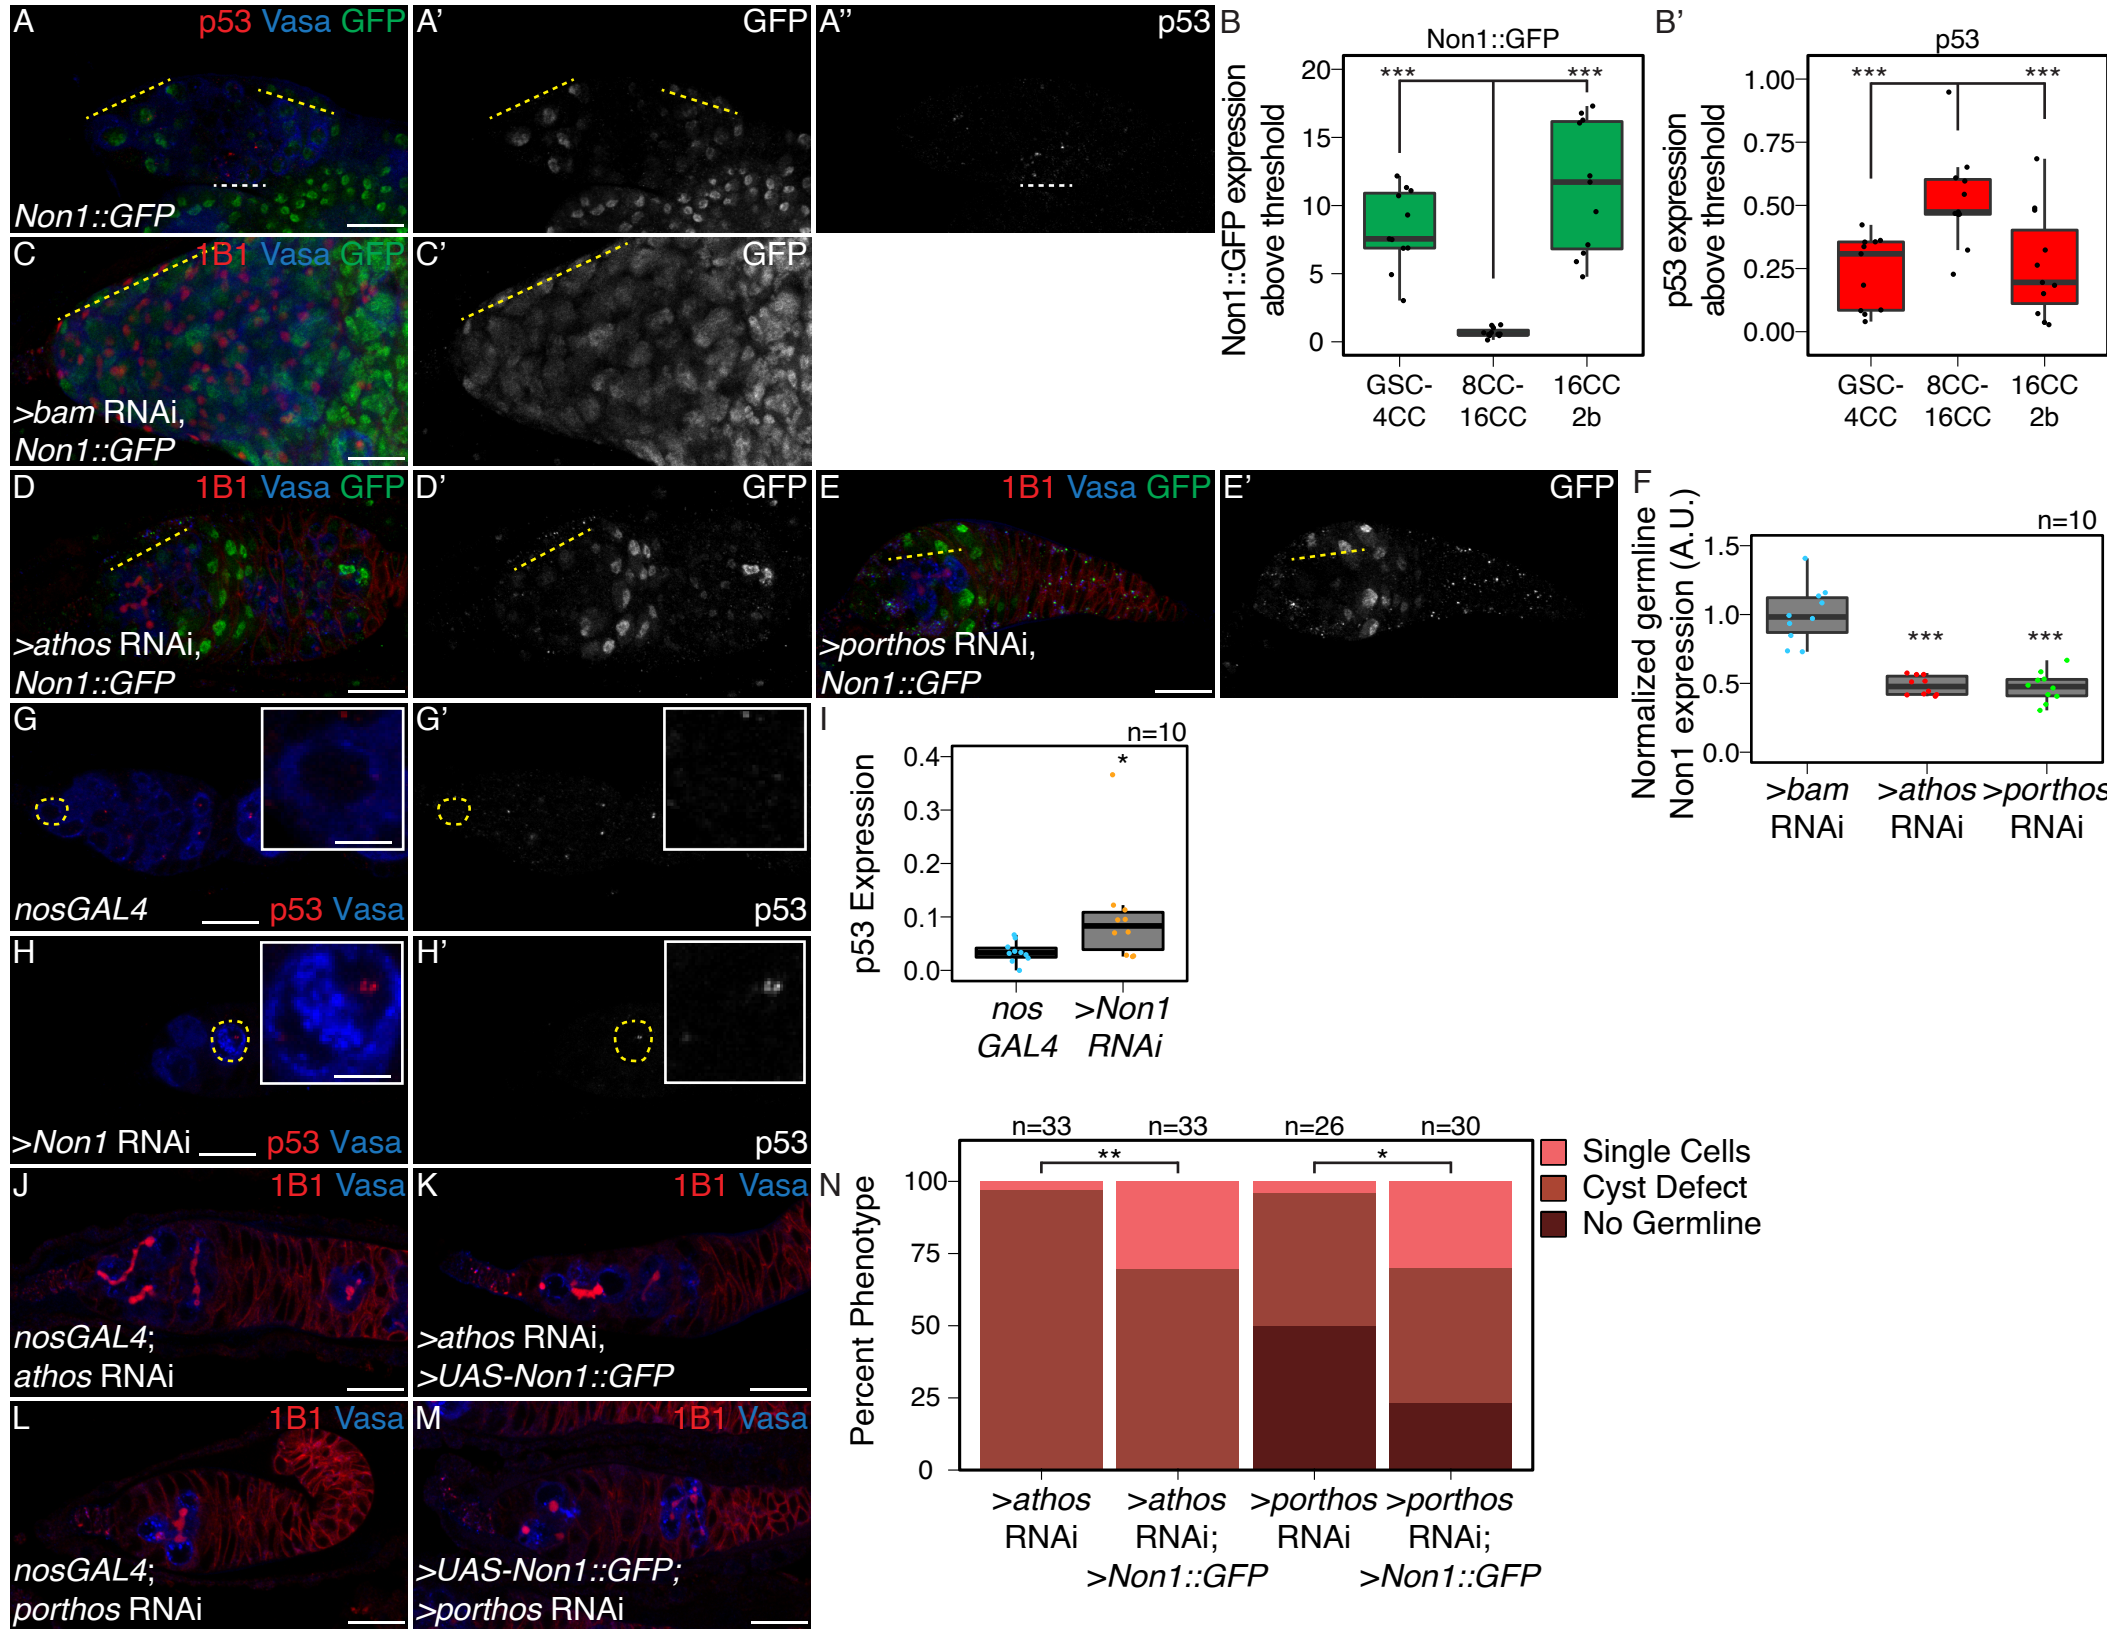 A
p53 Vasa GFP
Non1::GFP
A'
GFP
A''
p53
B
Non1::GFP
Non1::GFP expression
above threshold
20
15
10
5
0
***
***
GSC-
4CC
8CC-
16CC
16CC
2b
B'
p53
p53 expression
above threshold
1.00
0.75
0.50
0.25
0.00
***
***
GSC-
4CC
8CC-
16CC
16CC
2b
C
1B1 Vasa GFP
>bam RNAi,
Non1::GFP
C'
GFP
D
1B1 Vasa GFP
>athos RNAi,
Non1::GFP
D'
GFP
E
1B1 Vasa GFP
>porthos RNAi,
Non1::GFP
E'
GFP
F
n=10
Normalized germline
Non1 expression (A.U.)
1.5
1.0
0.5
0.0
***
***
>bam
RNAi
>athos
RNAi
>porthos
RNAi
G
nosGAL4
p53 Vasa
G'
p53
H
>Non1 RNAi
p53 Vasa
H'
p53
I
n=10
p53 Expression
0.4
0.3
0.2
0.1
0.0
*
nos
GAL4
>Non1
RNAi
J
1B1 Vasa
nosGAL4;
athos RNAi
K
1B1 Vasa
>athos RNAi,
>UAS-Non1::GFP
L
1B1 Vasa
nosGAL4;
porthos RNAi
M
1B1 Vasa
>UAS-Non1::GFP;
>porthos RNAi
N
n=33
n=33
n=26
n=30
Percent Phenotype
100
75
50
25
0
**
*
>athos
RNAi
>athos
RNAi;
>Non1::GFP
>porthos
RNAi
>porthos
RNAi;
>Non1::GFP
Single Cells
Cyst Defect
No Germline